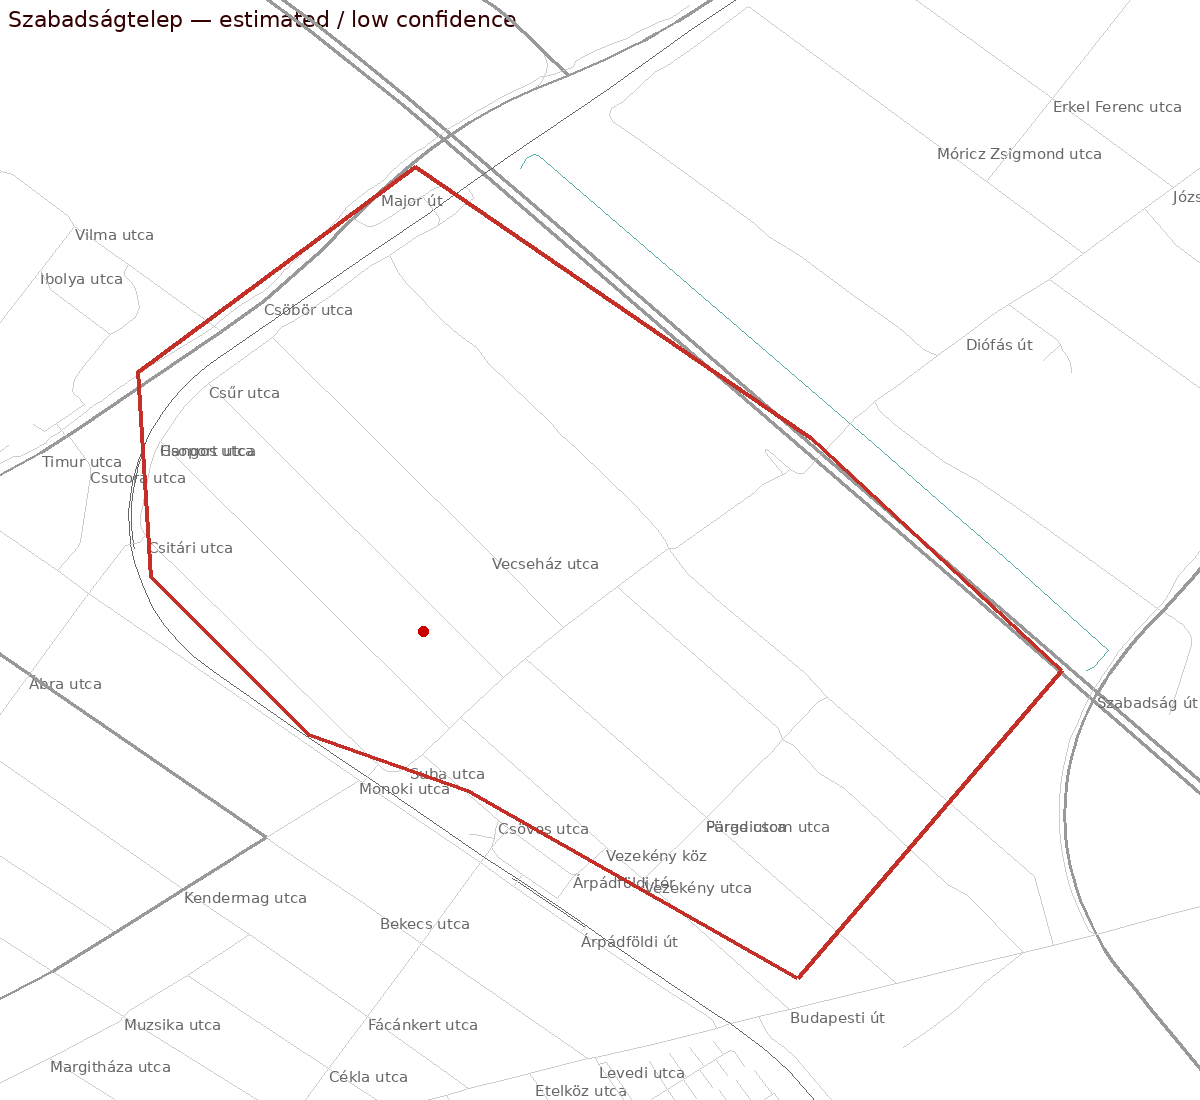 Szabadságtelep — estimated / low confidence
Erkel Ferenc utca
Móricz Zsigmond utca
Józs
Major út
Vilma utca
Ibolya utca
Csöbör utca
Diófás út
Csűr utca
Csutora utca
Timur utca
Csitári utca
Vecseház utca
Ábra utca
Szabadság út
Suba utca
Monoki utca
Csöves utca
Paradicsom utca
Vezekény köz
Árpádföldi tér
Vezekény utca
Kendermag utca
Bekecs utca
Árpádföldi út
Budapesti út
Muzsika utca
Fácánkert utca
Margitháza utca
Cékla utca
Levedi utca
Etelköz utca